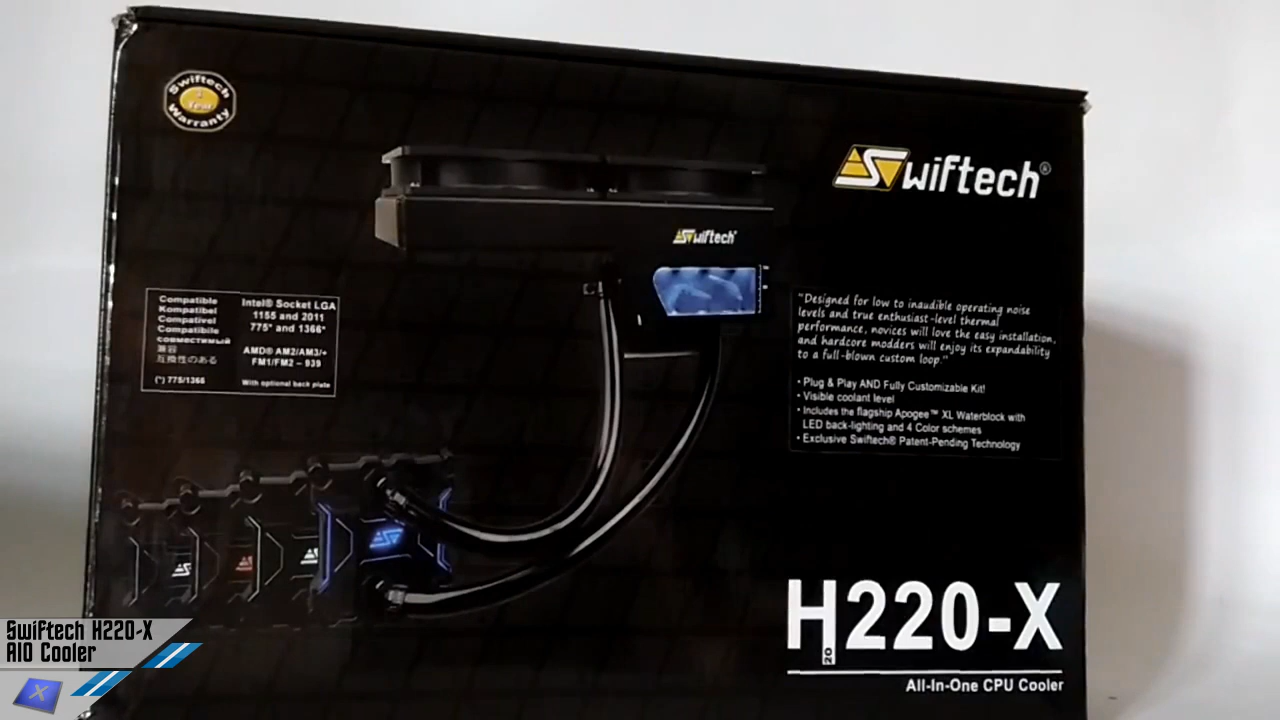 Swiftech
Year
Warranty
Swiftech®
Swiftech
Compatible
Kompatibel
Compativel
Compatibile
совместимый
互換性のある
(*) 775/1366
Intel® Socket LGA
1155 and 2011
775* and 1366*
AMD® AM2/AM3/+
FM1/FM2 – 939
With optional back plate
"Designed for low to inaudible operating noise
levels and true enthusiast-level thermal
performance, novices will love the easy installation,
and hardcore modders will enjoy its expandability
to a full-blown custom loop."
• Plug & Play AND Fully Customizable Kit!
• Visible coolant level
• Includes the flagship Apogee™ XL Waterblock with
LED back-lighting and 4 Color schemes
• Exclusive Swiftech® Patent-Pending Technology
H220-X
20
All-In-One CPU Cooler
Swiftech H220-X
AIO Cooler
X